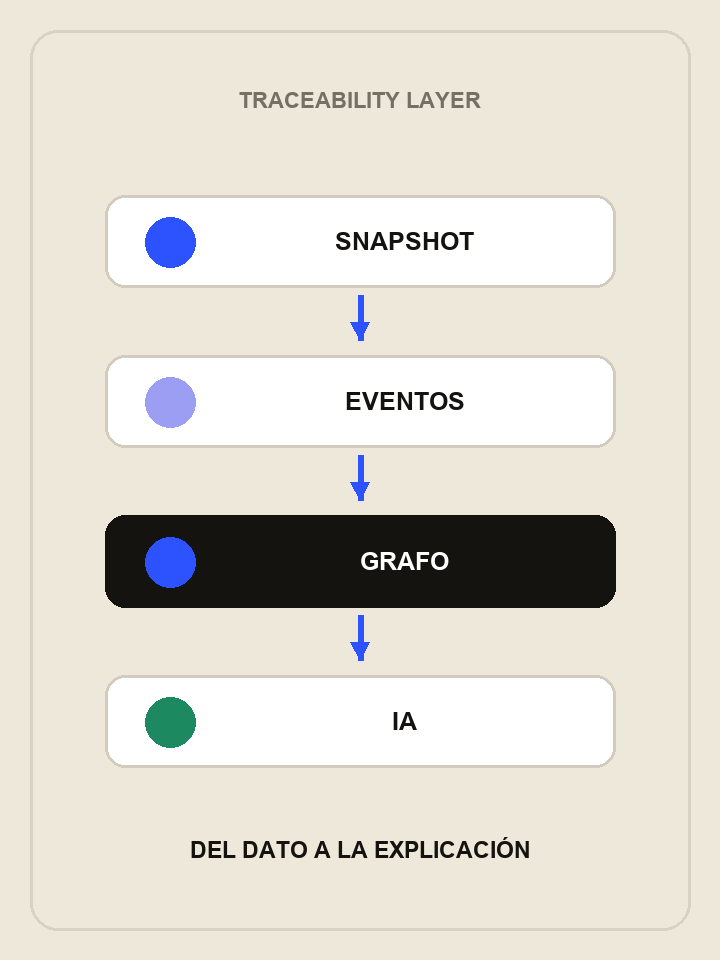 TRACEABILITY LAYER
SNAPSHOT
EVENTOS
GRAFO
IA
DEL DATO A LA EXPLICACIÓN